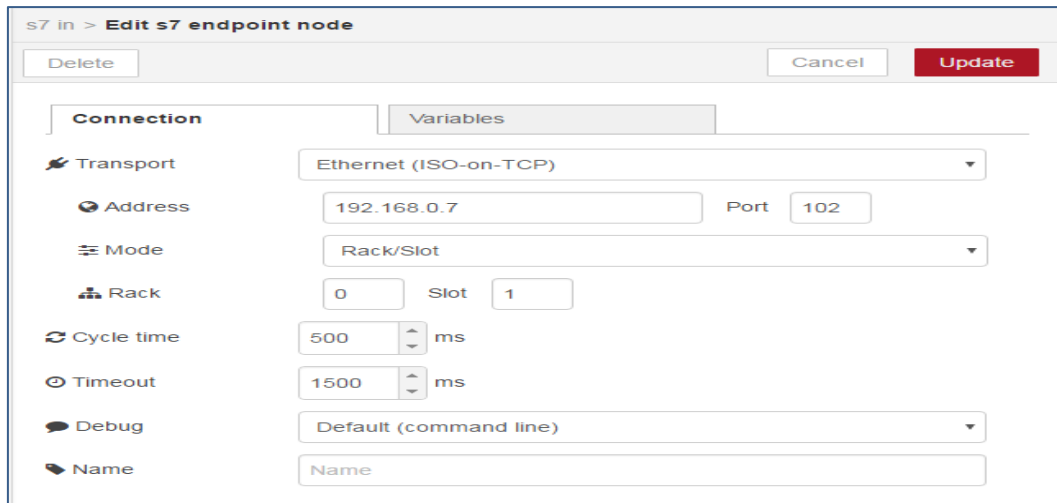 s7 in > Edit s7 endpoint node
Delete Cancel Update
Connection Variables
Transport Ethernet (ISO-on-TCP)
Address 192.168.0.7 Port 102
Mode Rack/Slot
Rack 0 Slot 1
Cycle time 500 ms
Timeout 1500 ms
Debug Default (command line)
Name Name